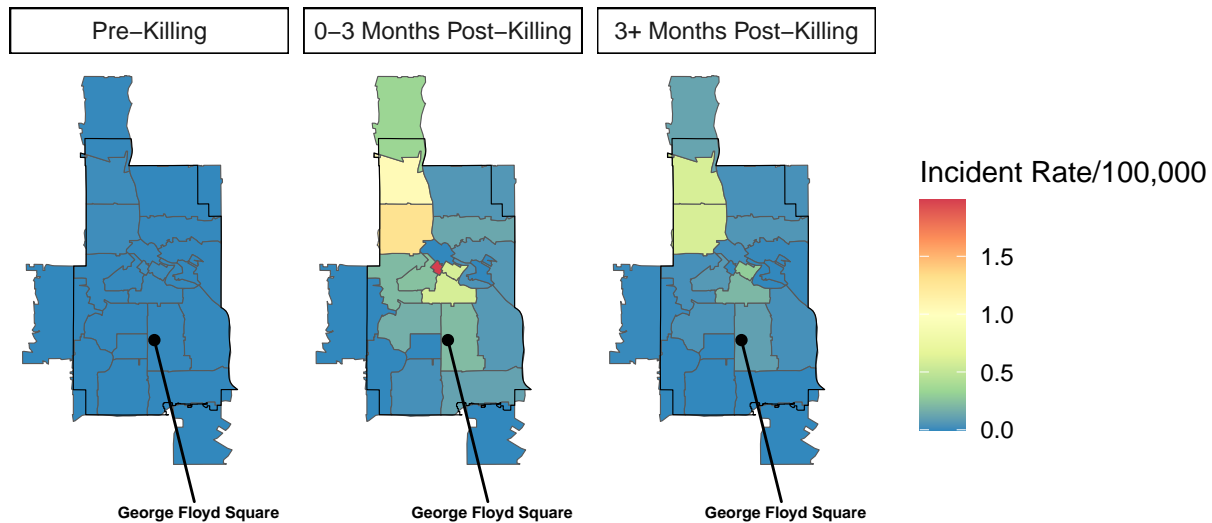 Pre−Killing
0−3 Months Post−Killing
3+ Months Post−Killing
Incident Rate/100,000
1.5
1.0
0.5
0.0
George Floyd Square
George Floyd Square
George Floyd Square